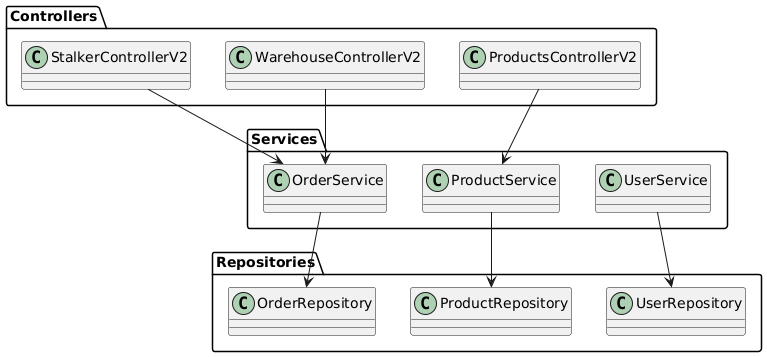 Controllers
C StalkerControllerV2
C WarehouseControllerV2
C ProductsControllerV2
Services
C OrderService
C ProductService
C UserService
Repositories
C OrderRepository
C ProductRepository
C UserRepository